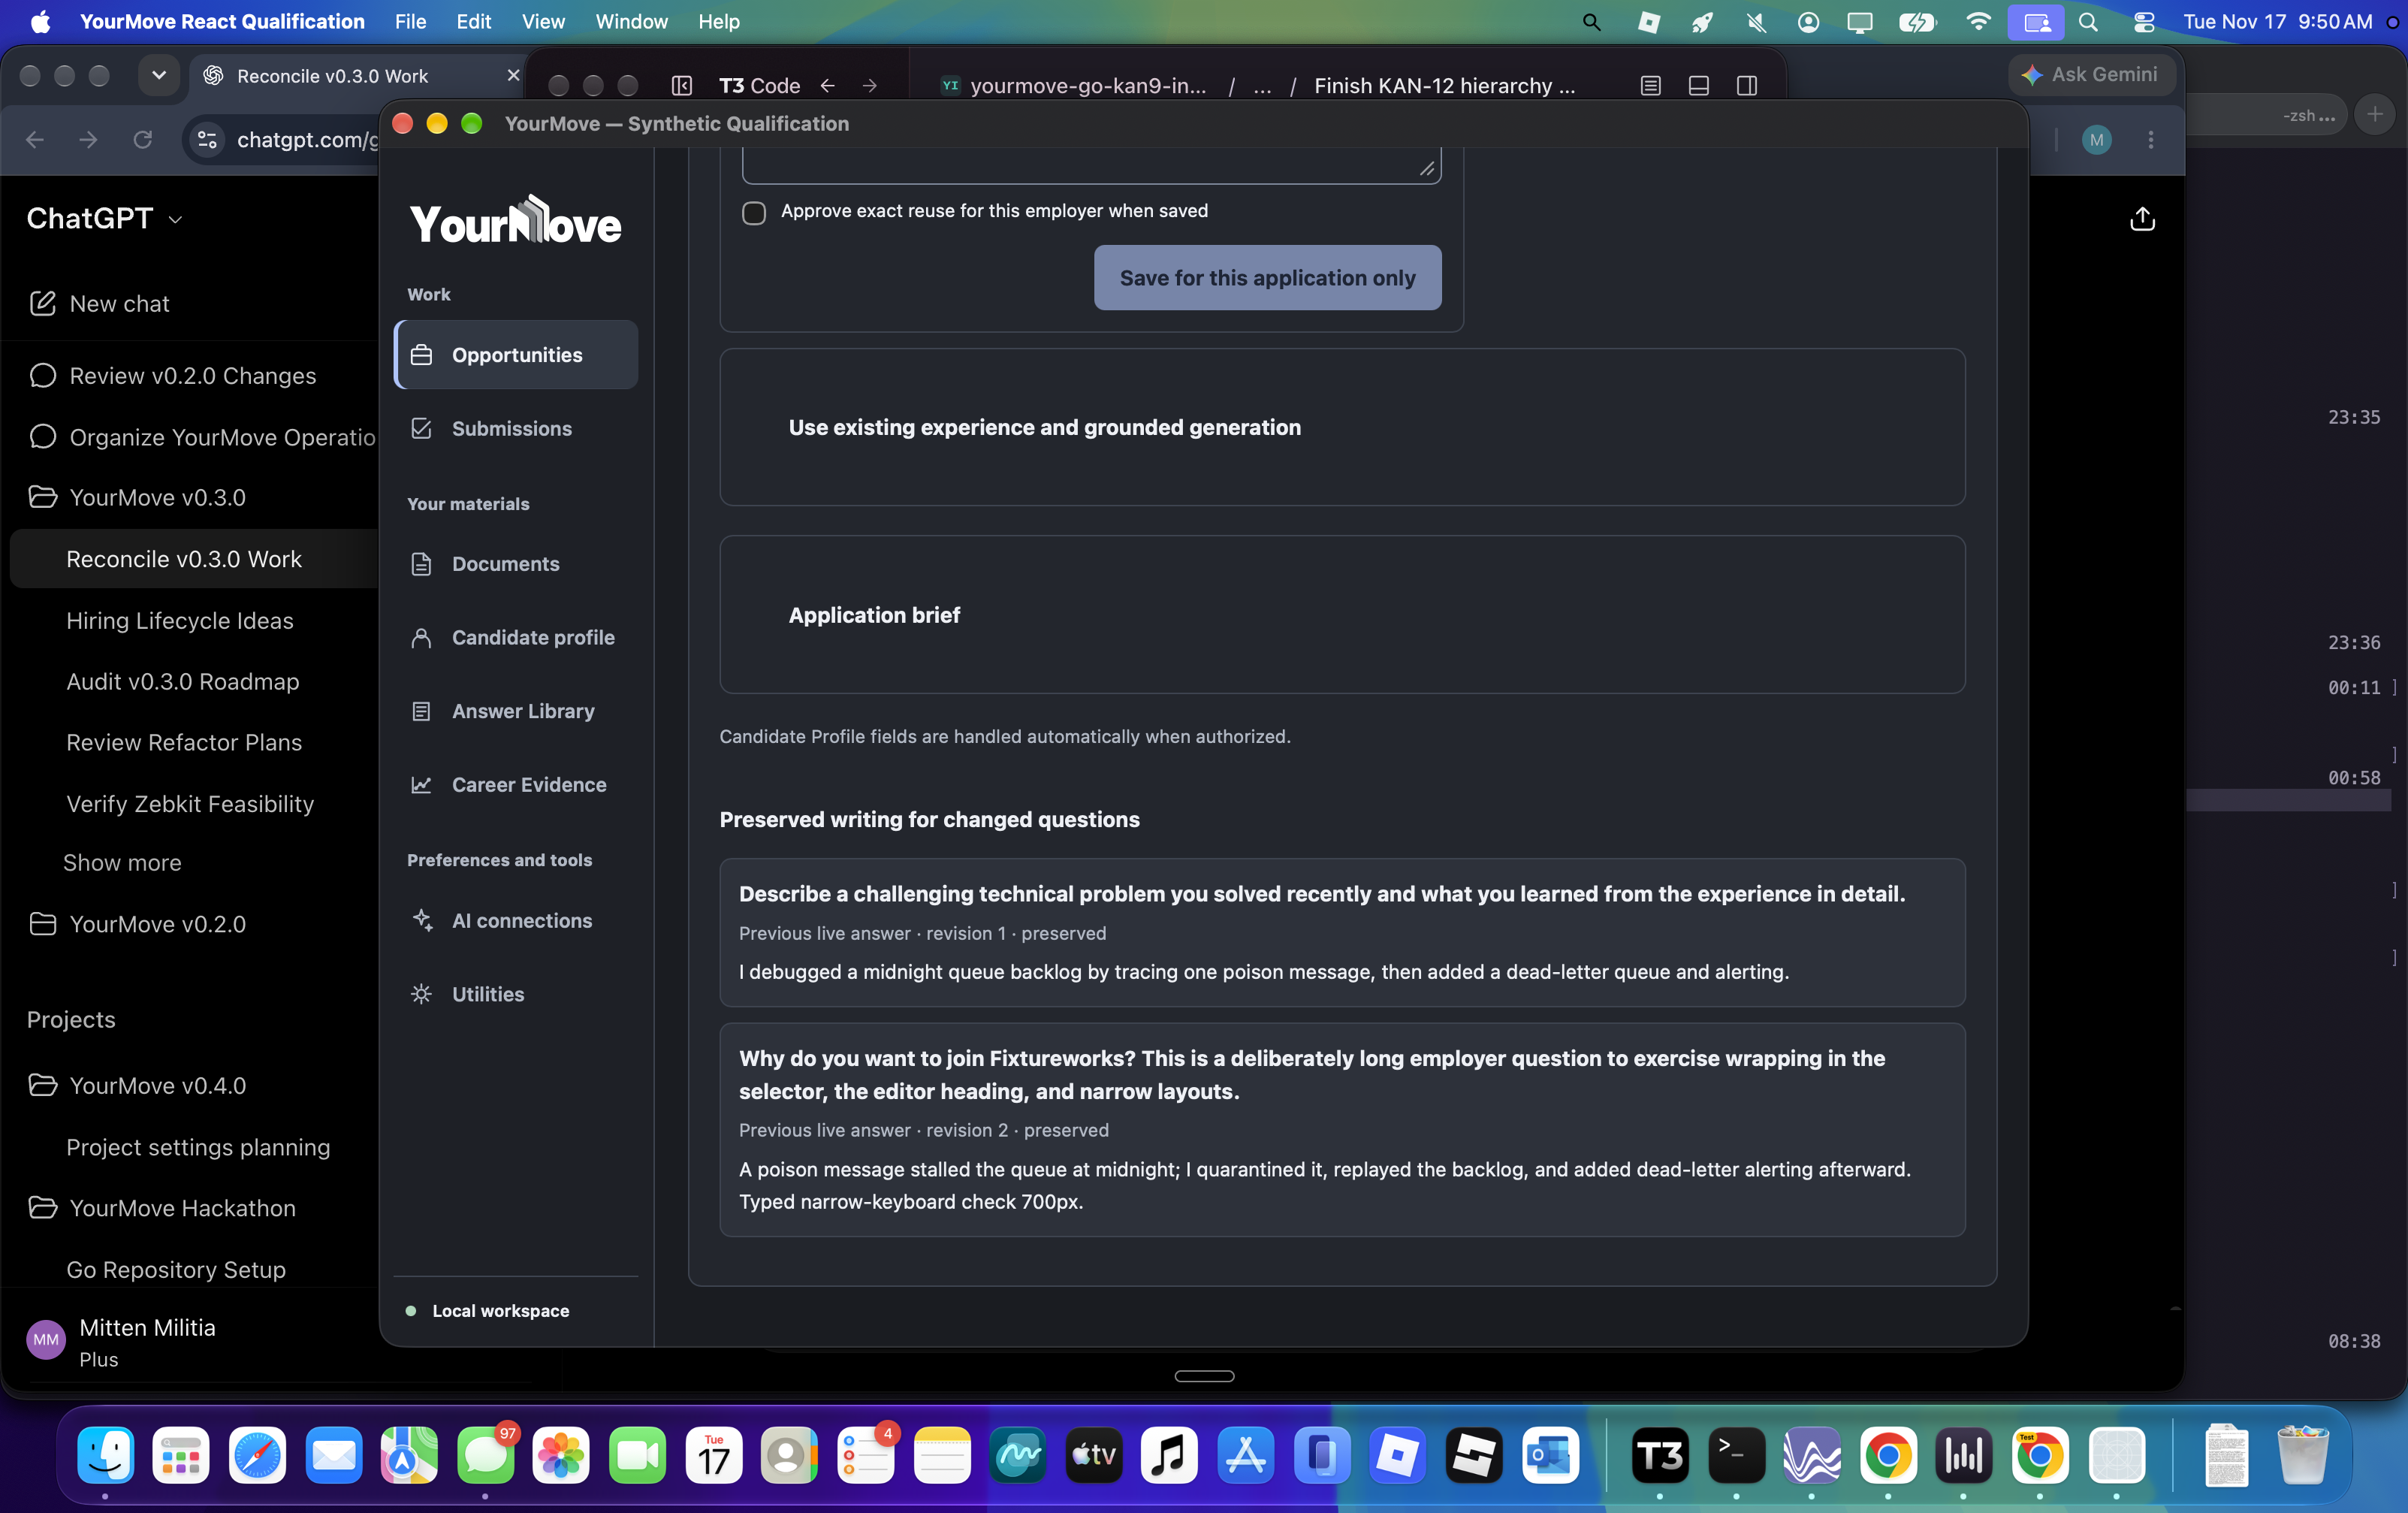 YourMove React Qualification File Edit View Window Help Tue Nov 17 9:50 AM
Reconcile v0.3.0 Work
T3 Code
YI yourmove-go-kan9-in... / ... / Finish KAN-12 hierarchy ...
Ask Gemini
chatgpt.com/g
M
-zsh ...
ChatGPT
New chat
Review v0.2.0 Changes
Organize YourMove Operatio
YourMove v0.3.0
Reconcile v0.3.0 Work
Hiring Lifecycle Ideas
Audit v0.3.0 Roadmap
Review Refactor Plans
Verify Zebkit Feasibility
Show more
YourMove v0.2.0
Projects
YourMove v0.4.0
Project settings planning
YourMove Hackathon
Go Repository Setup
MM
Mitten Militia
Plus
YourMove — Synthetic Qualification
YourMove
Work
Opportunities
Submissions
Your materials
Documents
Candidate profile
Answer Library
Career Evidence
Preferences and tools
AI connections
Utilities
Local workspace
Approve exact reuse for this employer when saved
Save for this application only
Use existing experience and grounded generation
Application brief
Candidate Profile fields are handled automatically when authorized.
Preserved writing for changed questions
Describe a challenging technical problem you solved recently and what you learned from the experience in detail.
Previous live answer · revision 1 · preserved
I debugged a midnight queue backlog by tracing one poison message, then added a dead-letter queue and alerting.
Why do you want to join Fixtureworks? This is a deliberately long employer question to exercise wrapping in the
selector, the editor heading, and narrow layouts.
Previous live answer · revision 2 · preserved
A poison message stalled the queue at midnight; I quarantined it, replayed the backlog, and added dead-letter alerting afterward.
Typed narrow-keyboard check 700px.
23:35
23:36
00:11 ]
]
00:58
]
]
08:38
97
Tue
17
4
tv
T3
>_
Test